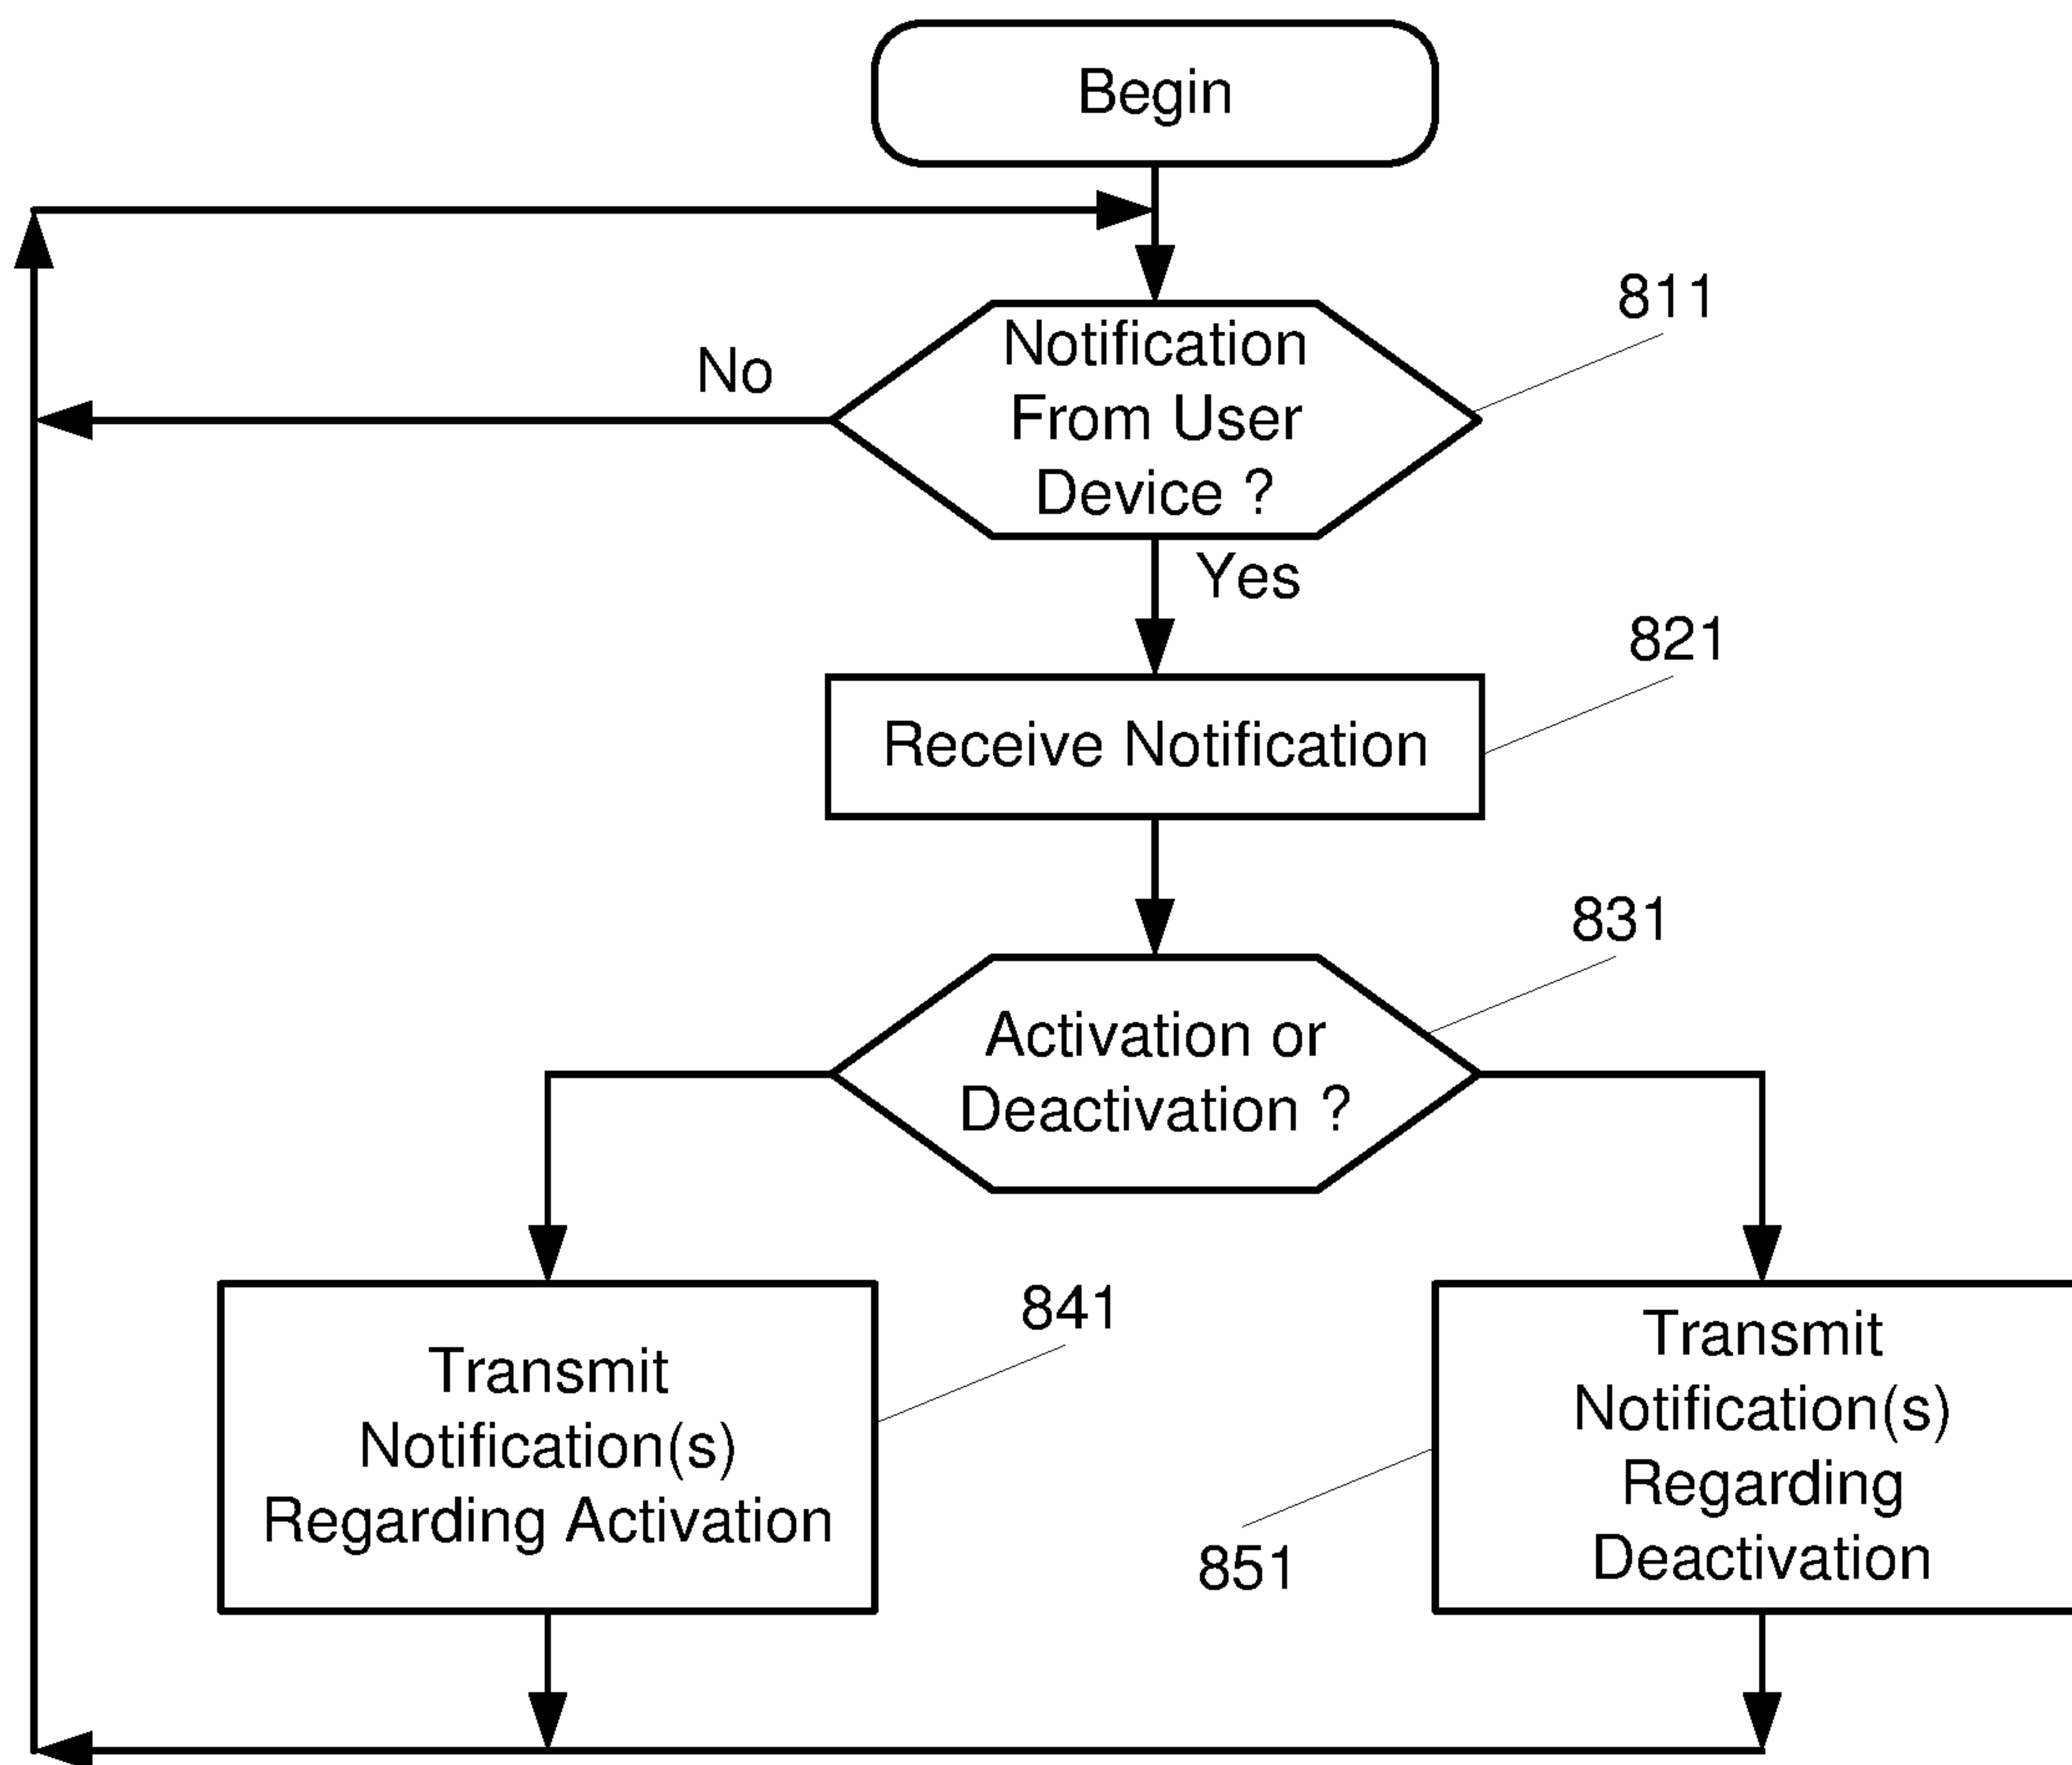 Begin
811
No
Notification
From User
Device ?
Yes
821
Receive Notification
831
Activation or
Deactivation ?
841
Transmit
Notification(s)
Regarding Activation
Transmit
Notification(s)
Regarding
Deactivation
851